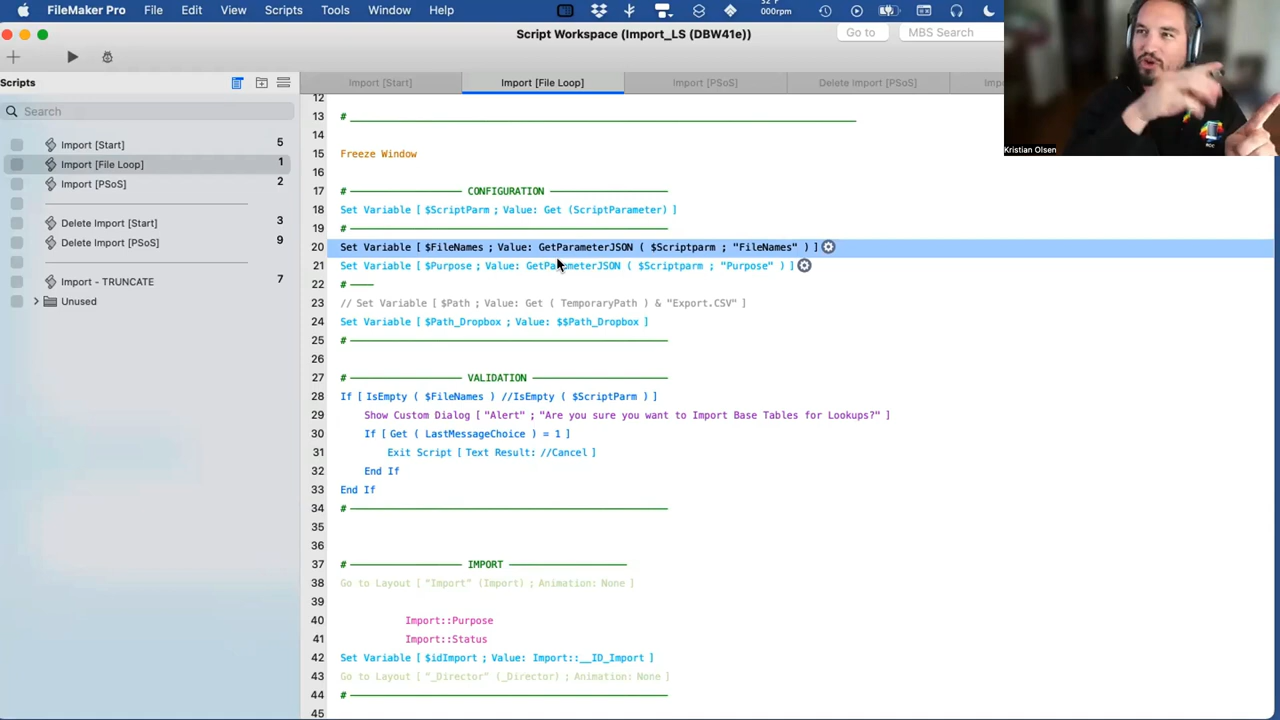 FileMaker Pro File Edit View Scripts Tools Window Help
000rpm
Script Workspace (Import_LS (DBW41e))
Go to
MBS Search
Scripts
Import [Start]
Import [File Loop]
Import [PSoS]
Delete Import [PSoS]
Search
Import [Start] 5
Import [File Loop] 1
Import [PSoS] 2
Delete Import [Start] 3
Delete Import [PSoS] 9
Import - TRUNCATE 7
Unused
Kristian Olsen
12
13 #
14
15 Freeze Window
16
17 # CONFIGURATION
18 Set Variable [ $ScriptParm ; Value: Get (ScriptParameter) ]
19 #
20 Set Variable [ $FileNames ; Value: GetParameterJSON ( $Scriptparm ; "FileNames" ) ]
21 Set Variable [ $Purpose ; Value: GetParameterJSON ( $Scriptparm ; "Purpose" ) ]
22 #
23 // Set Variable [ $Path ; Value: Get ( TemporaryPath ) & "Export.CSV" ]
24 Set Variable [ $Path_Dropbox ; Value: $$Path_Dropbox ]
25 #
26
27 # VALIDATION
28 If [ IsEmpty ( $FileNames ) //IsEmpty ( $ScriptParm ) ]
29 Show Custom Dialog [ "Alert" ; "Are you sure you want to Import Base Tables for Lookups?" ]
30 If [ Get ( LastMessageChoice ) = 1 ]
31 Exit Script [ Text Result: //Cancel ]
32 End If
33 End If
34 #
35
36
37 # IMPORT
38 Go to Layout [ "Import" (Import) ; Animation: None ]
39
40 Import::Purpose
41 Import::Status
42 Set Variable [ $idImport ; Value: Import::__ID_Import ]
43 Go to Layout [ "_Director" (_Director) ; Animation: None ]
44 #
45